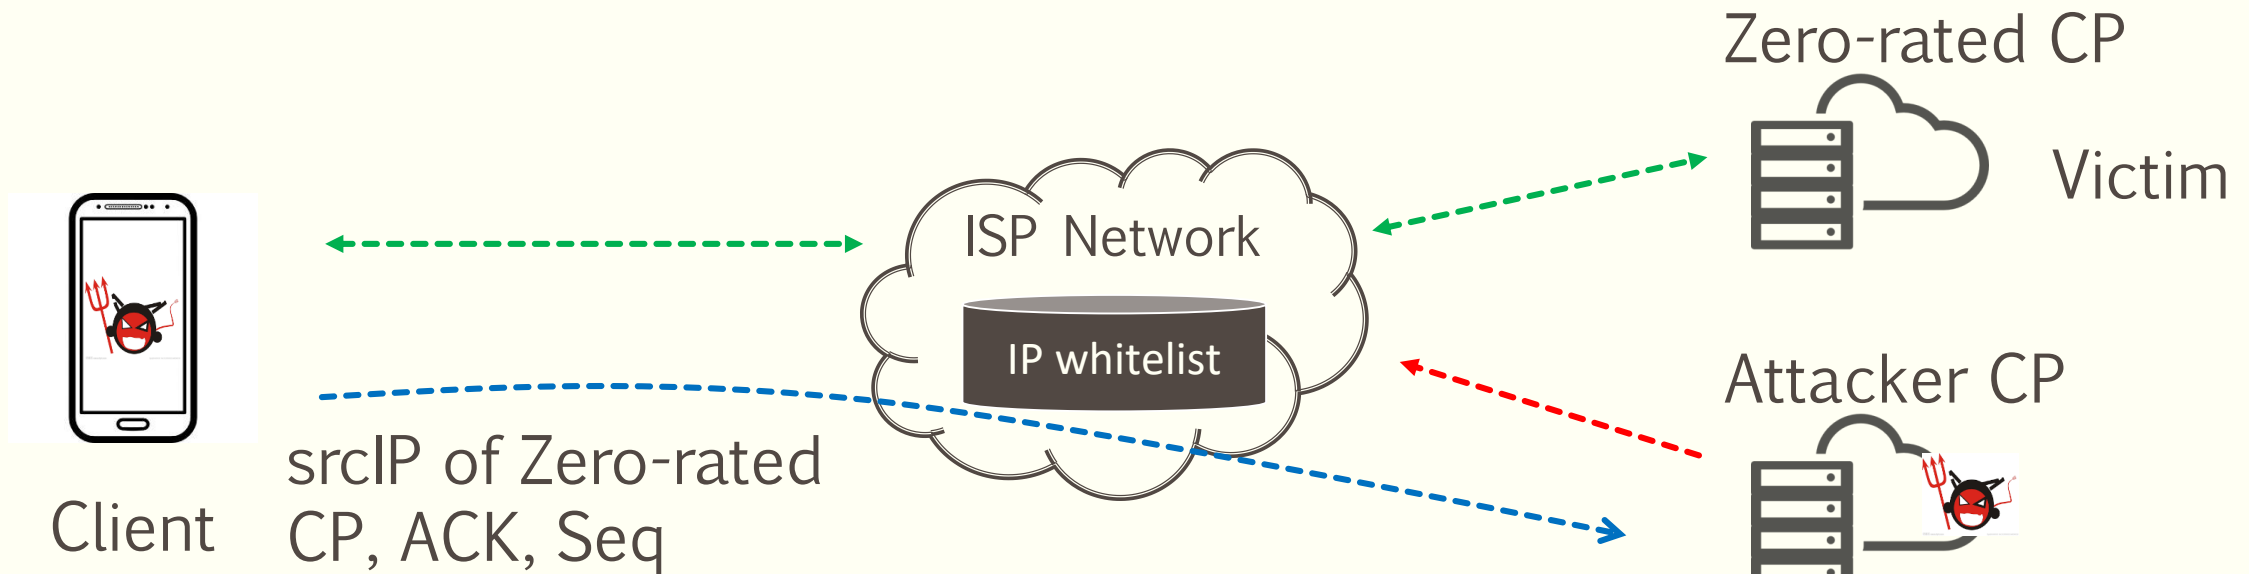 Zero-rated CP
Victim
ISP Network
IP whitelist
Attacker CP
srcIP of Zero-rated
CP, ACK, Seq
Client